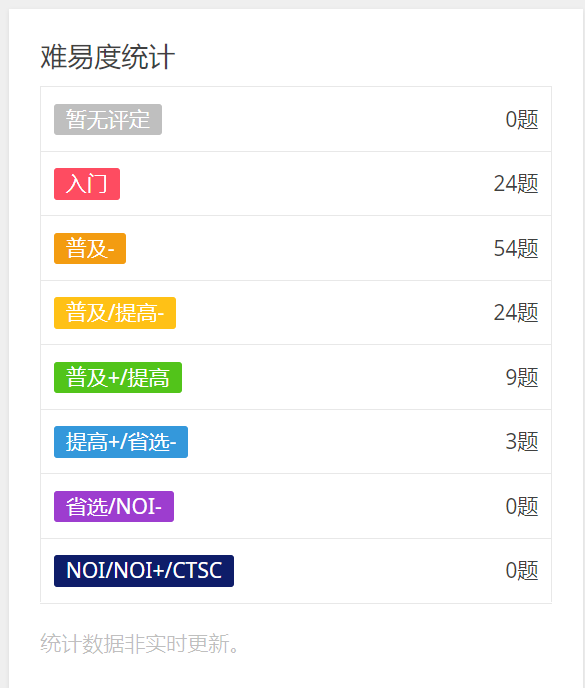 难易度统计
暂无评定 0题
入门 24题
普及- 54题
普及/提高- 24题
普及+/提高 9题
提高+/省选- 3题
省选/NOI- 0题
NOI/NOI+/CTSC 0题
统计数据非实时更新。